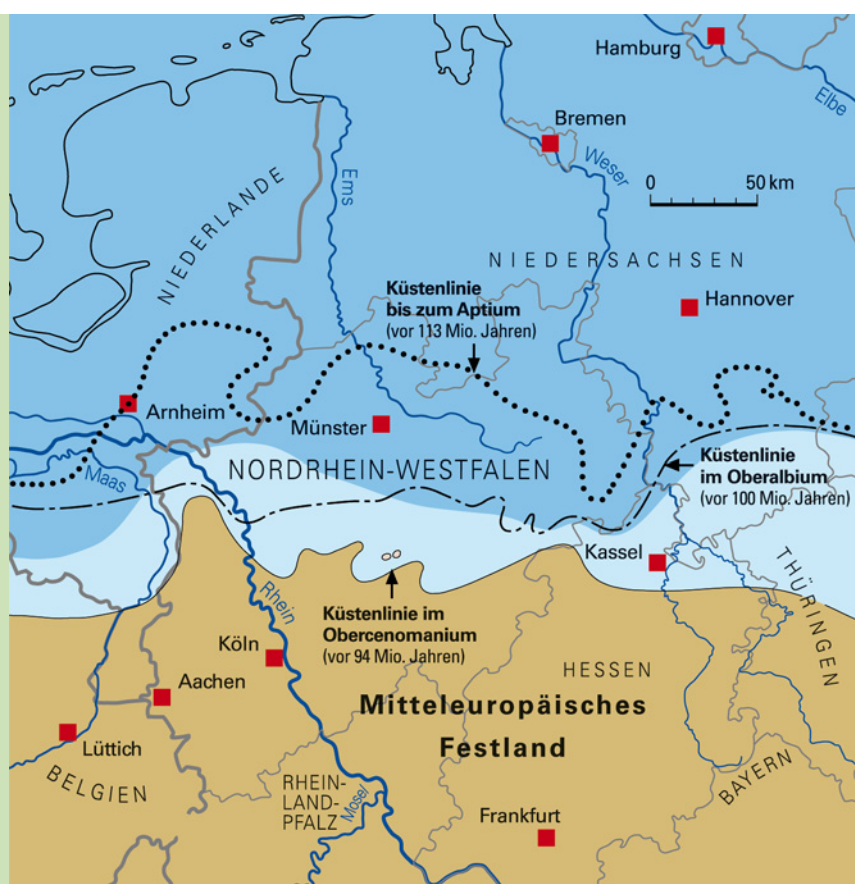 Hamburg
Elbe
Bremen
Weser
0 50 km
Ems
NIEDERLANDE
NIEDERSACHSEN
Küstenlinie
bis zum Aptium
(vor 113 Mio. Jahren)
Hannover
Arnheim
Münster
NORDRHEIN-WESTFALEN
Maas
Küstenlinie
im Oberalbium
(vor 100 Mio. Jahren)
Kassel
THÜRINGEN
Rhein
Küstenlinie im
Obercenomanium
(vor 94 Mio. Jahren)
Köln
Aachen
HESSEN
Mitteleuropäisches
Festland
Lüttich
BELGIEN
RHEIN-
LAND-
PFALZ
Mosel
BAYERN
Frankfurt